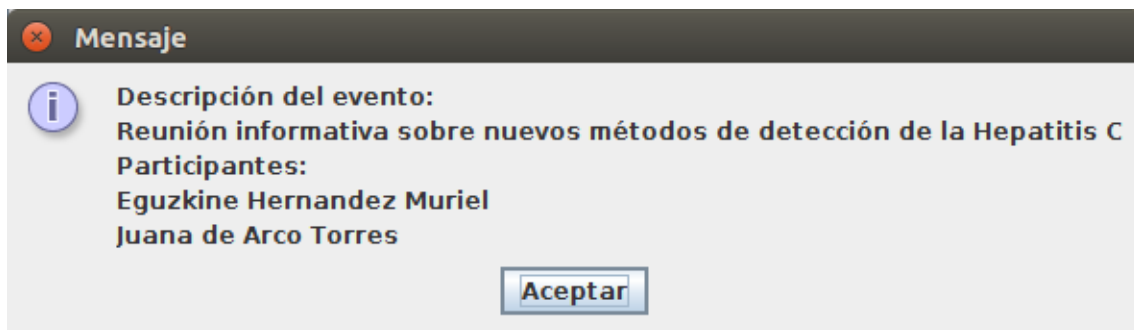 Mensaje
Descripción del evento:
Reunión informativa sobre nuevos métodos de detección de la Hepatitis C
Participantes:
Eguzkine Hernandez Muriel
Juana de Arco Torres
Aceptar